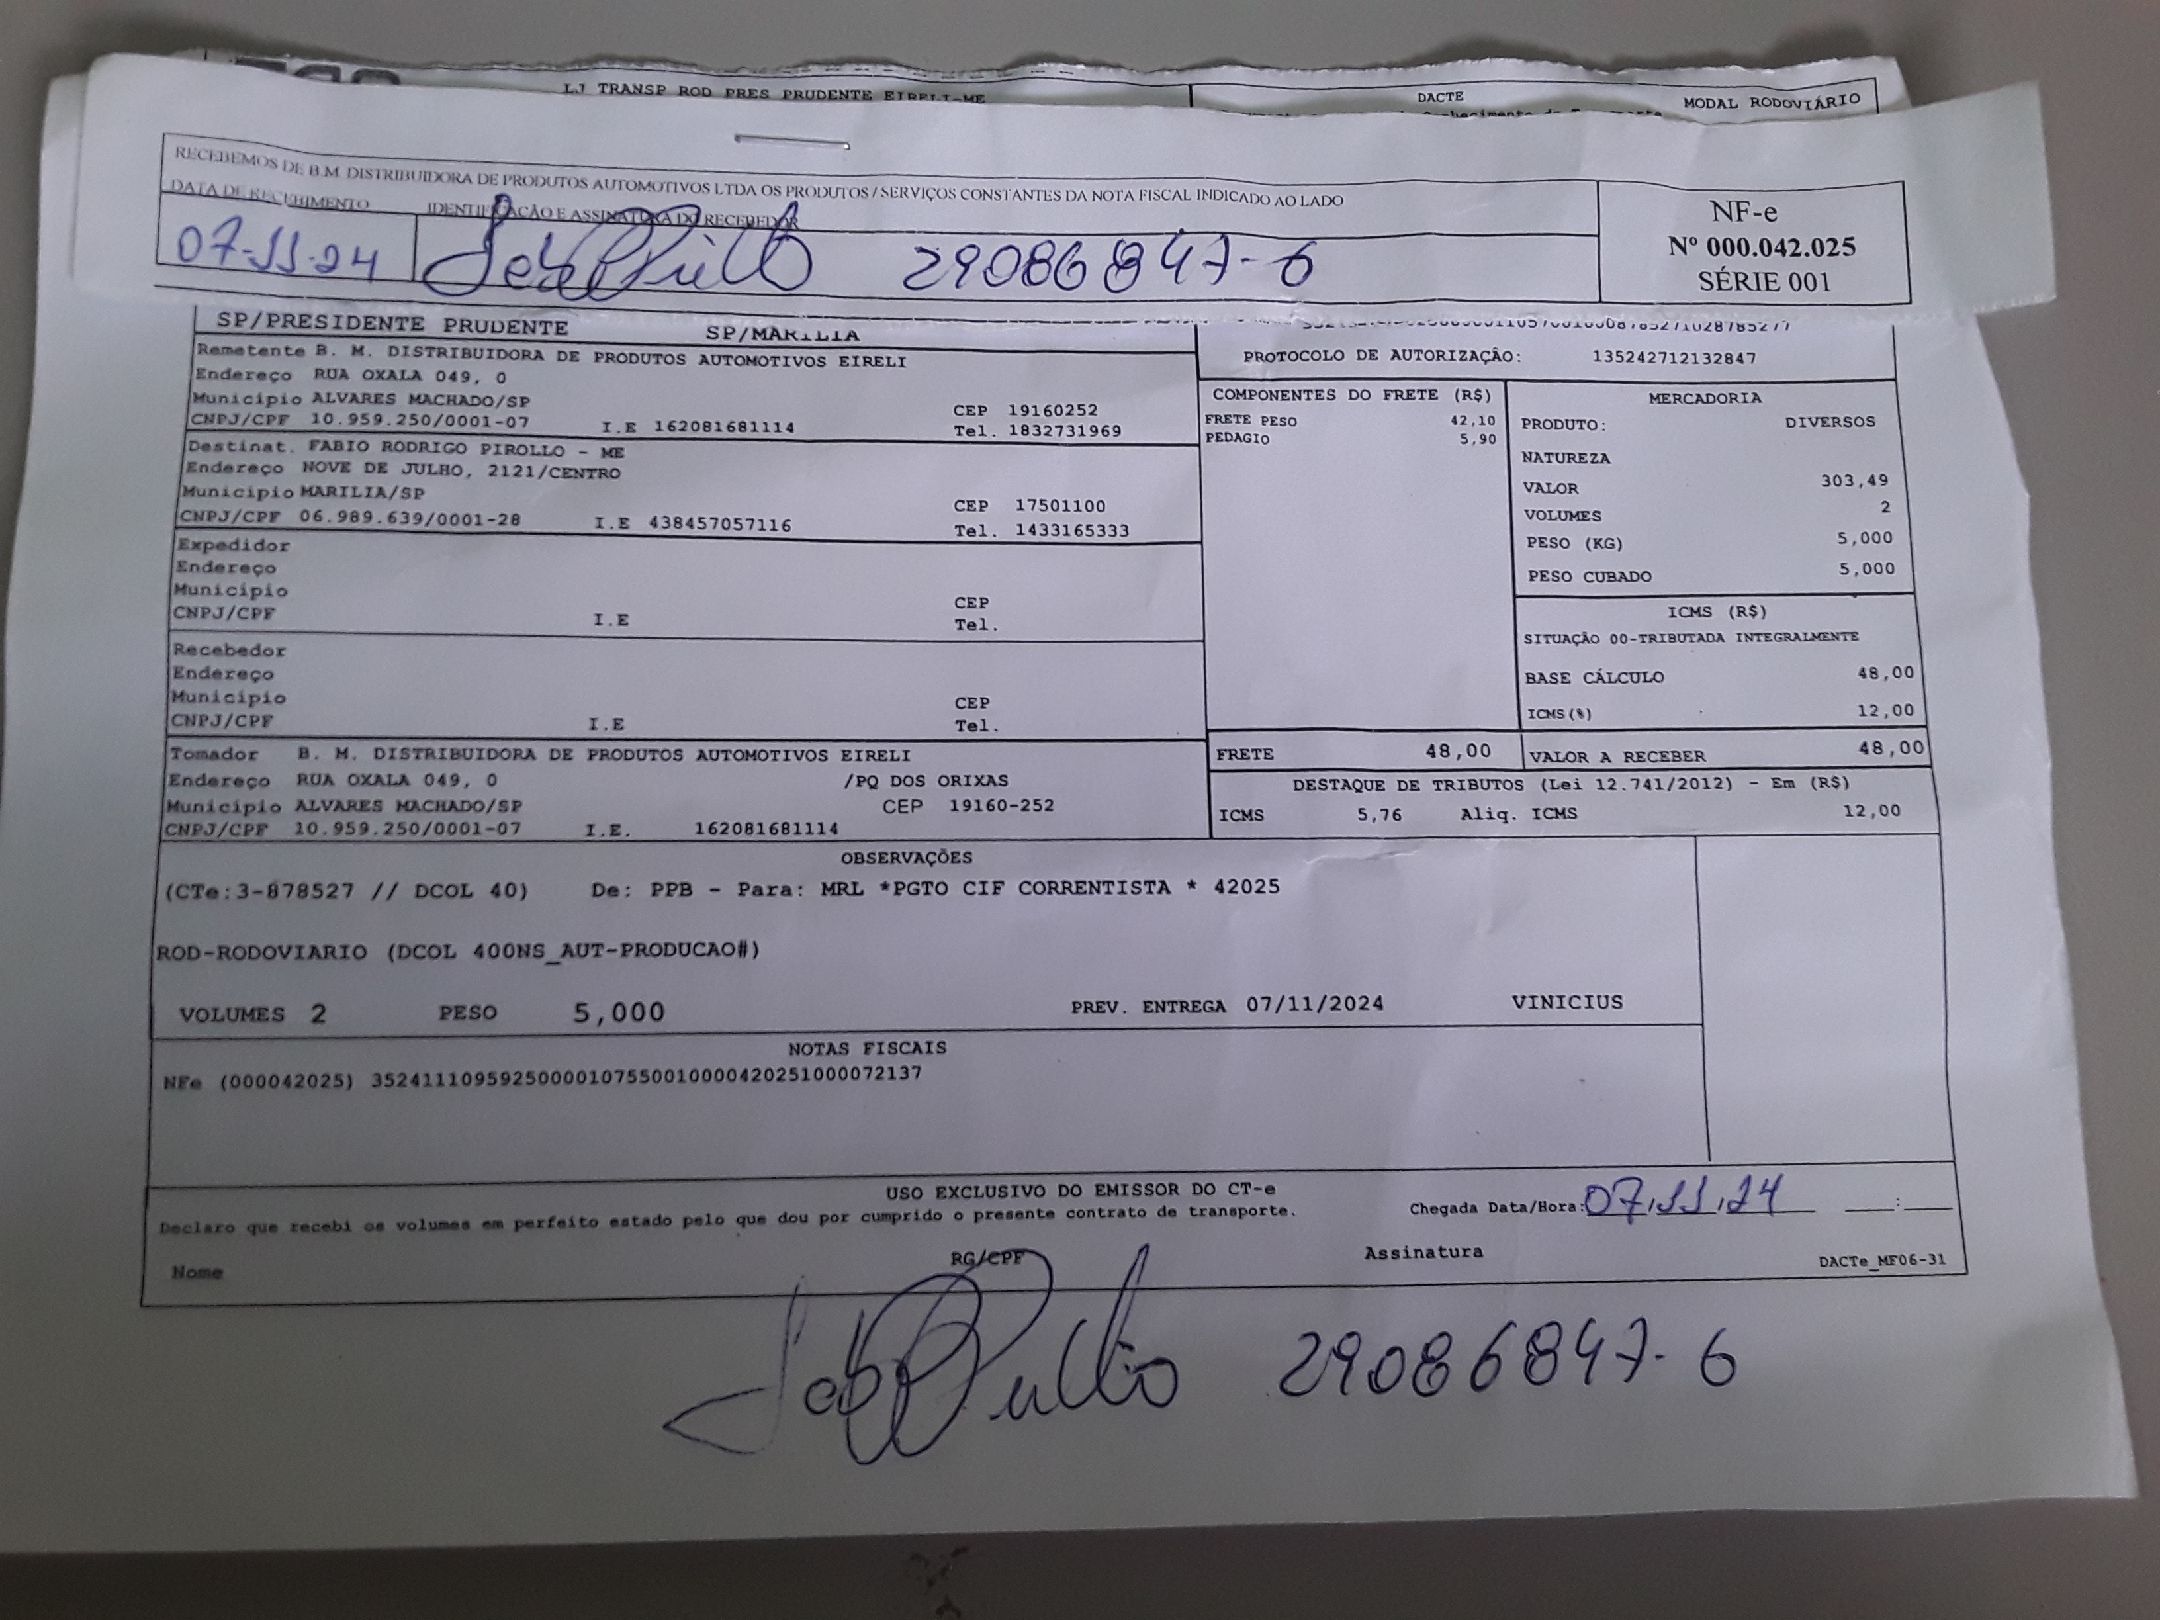 LJ TRANSP ROD PRES PRUDENTE EIRELI-ME
DACTE
MODAL RODOVIÁRIO
RECEBEMOS DE B.M DISTRIBUIDORA DE PRODUTOS AUTOMOTIVOS LTDA OS PRODUTOS / SERVIÇOS CONSTANTES DA NOTA FISCAL INDICADO AO LADO
DATA DE RECEBIMENTO IDENTIFICAÇÃO E ASSINATURA DO RECEBEDOR
07-11-24 29086847-6
NF-e
Nº 000.042.025
SÉRIE 001
SP/PRESIDENTE PRUDENTE SP/MARILIA
Remetente B. M. DISTRIBUIDORA DE PRODUTOS AUTOMOTIVOS EIRELI
Endereço RUA OXALA 049, 0
Município ALVARES MACHADO/SP CEP 19160252
CNPJ/CPF 10.959.250/0001-07 I.E 162081681114 Tel. 1832731969
Destinat. FABIO RODRIGO PIROLLO - ME
Endereço NOVE DE JULHO, 2121/CENTRO
Município MARILIA/SP CEP 17501100
CNPJ/CPF 06.989.639/0001-28 I.E 438457057116 Tel. 1433165333
Expedidor
Endereço
Município CEP
CNPJ/CPF I.E Tel.
Recebedor
Endereço
Município CEP
CNPJ/CPF I.E Tel.
Tomador B. M. DISTRIBUIDORA DE PRODUTOS AUTOMOTIVOS EIRELI
Endereço RUA OXALA 049, 0 /PQ DOS ORIXAS
Município ALVARES MACHADO/SP CEP 19160-252
CNPJ/CPF 10.959.250/0001-07 I.E. 162081681114
PROTOCOLO DE AUTORIZAÇÃO: 135242712132847
COMPONENTES DO FRETE (R$)
FRETE PESO 42,10
PEDAGIO 5,90
MERCADORIA
PRODUTO: DIVERSOS
NATUREZA
VALOR 303,49
VOLUMES 2
PESO (KG) 5,000
PESO CUBADO 5,000
ICMS (R$)
SITUAÇÃO 00-TRIBUTADA INTEGRALMENTE
BASE CÁLCULO 48,00
ICMS(%) 12,00
FRETE 48,00 VALOR A RECEBER 48,00
DESTAQUE DE TRIBUTOS (Lei 12.741/2012) - Em (R$)
ICMS 5,76 Aliq. ICMS 12,00
OBSERVAÇÕES
(CTe:3-878527 // DCOL 40) De: PPB - Para: MRL *PGTO CIF CORRENTISTA * 42025
ROD-RODOVIARIO (DCOL 400NS_AUT-PRODUCAO#)
VOLUMES 2 PESO 5,000 PREV. ENTREGA 07/11/2024 VINICIUS
NOTAS FISCAIS
NFe (000042025) 35241110959250000107550010000420251000072137
USO EXCLUSIVO DO EMISSOR DO CT-e
Declaro que recebi os volumes em perfeito estado pelo que dou por cumprido o presente contrato de transporte.
Chegada Data/Hora: 07.11.24 :
Nome RG/CPF Assinatura DACTe_MF06-31
29086847-6